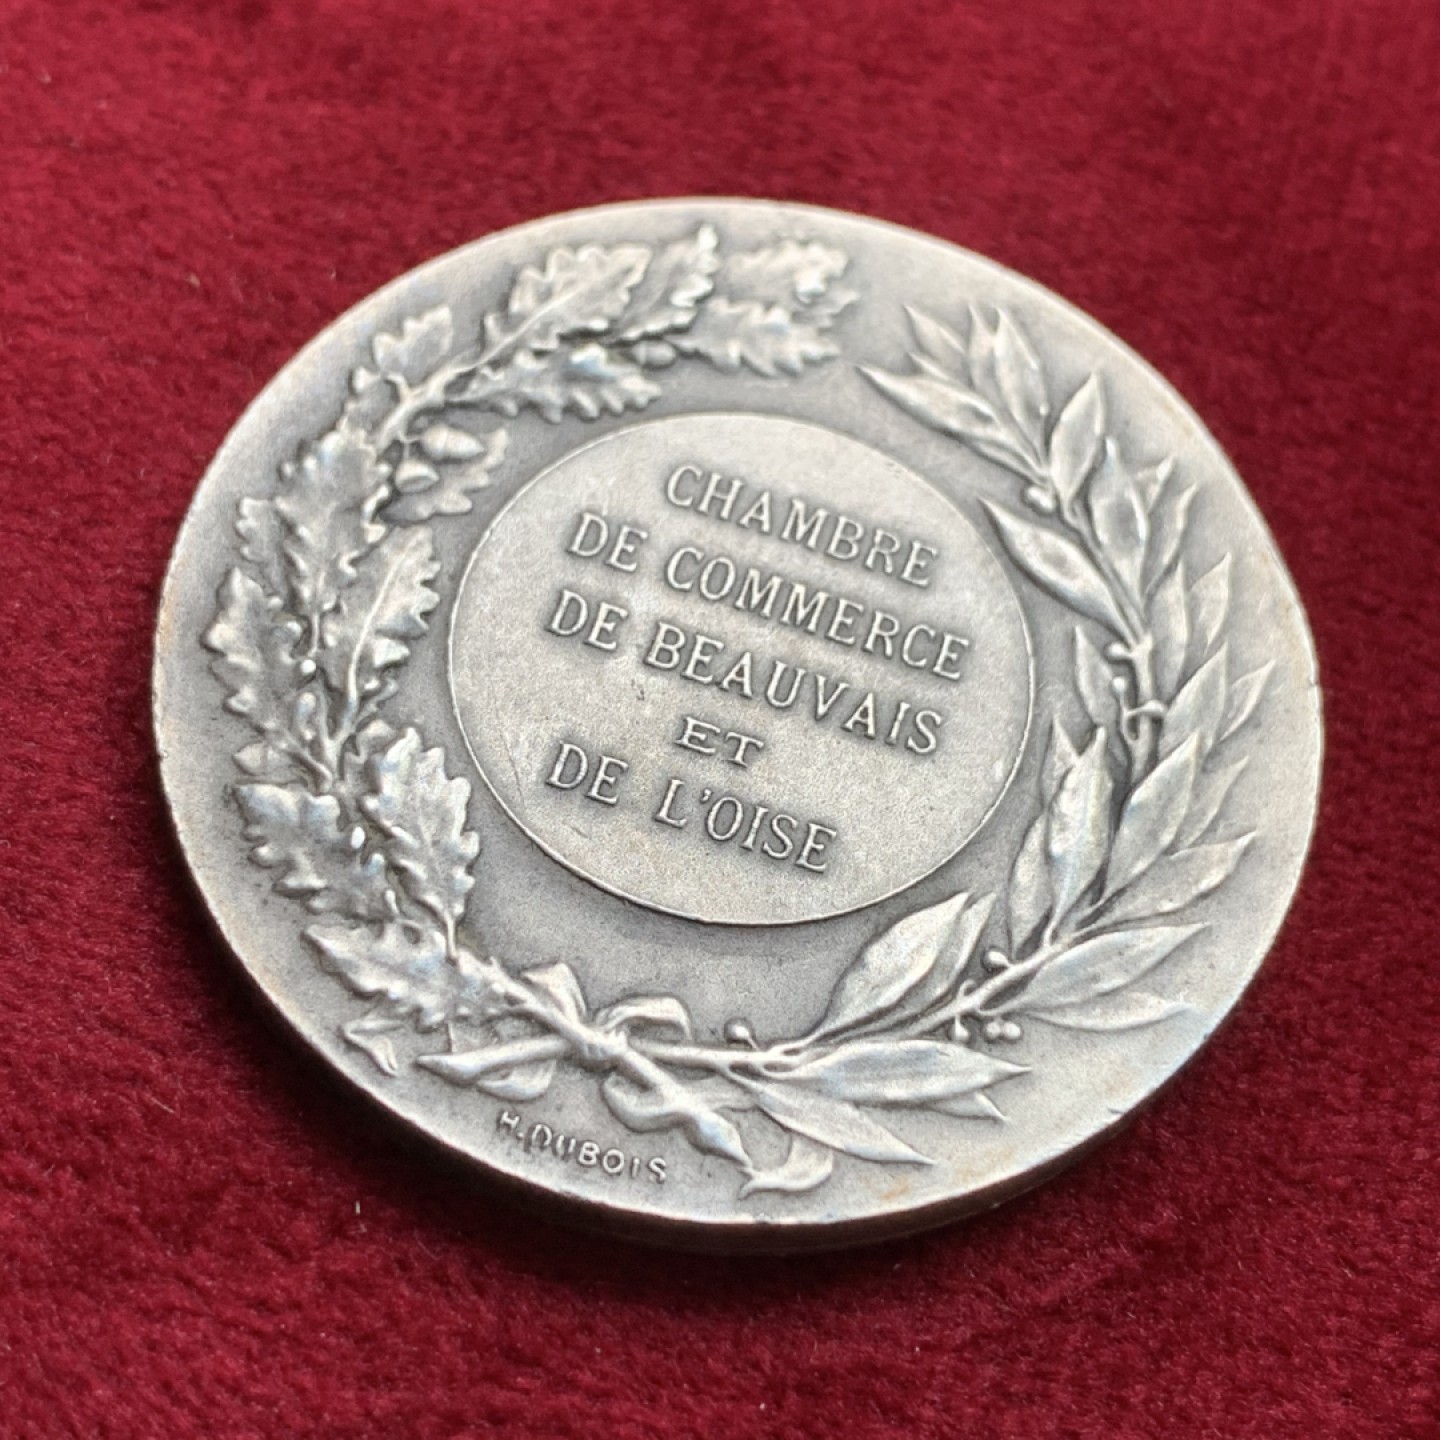 CHAMBRE
DE COMMERCE
DE BEAUVAIS
ET
DE L'OISE
H. DUBOIS